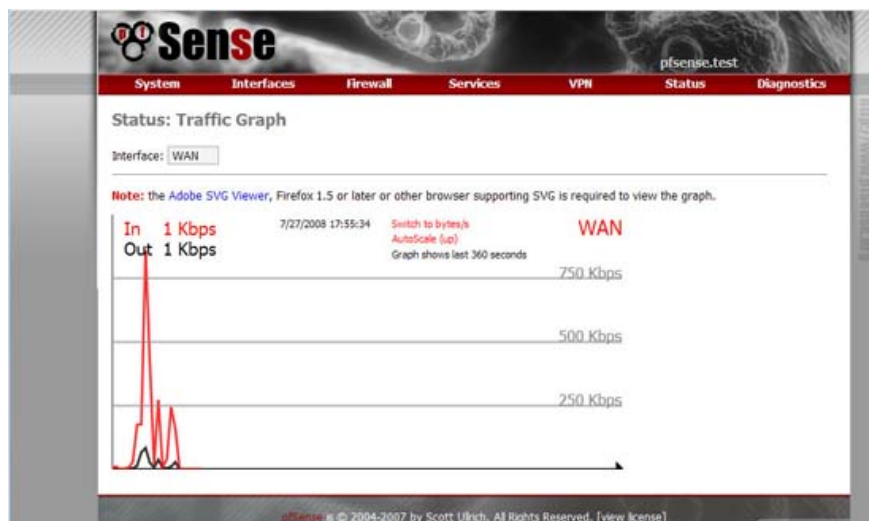 pf Sense
pfsense.test
System Interfaces Firewall Services VPN Status Diagnostics
Status: Traffic Graph
Interface: WAN
Note: the Adobe SVG Viewer, Firefox 1.5 or later or other browser supporting SVG is required to view the graph.
In 1 Kbps 7/27/2008 17:55:34 Switch to bytes/s WAN
AutoScale (up)
Out 1 Kbps Graph shows last 360 seconds
750 Kbps
500 Kbps
250 Kbps
pfSense is © 2004-2007 by Scott Ullrich. All Rights Reserved. [view license]